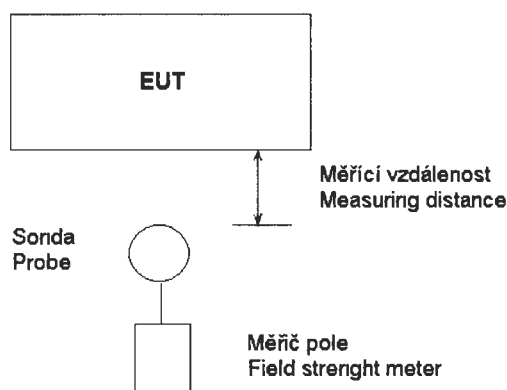 EUT
Měřící vzdálenost
Measuring distance
Sonda
Probe
Měřič pole
Field strenght meter